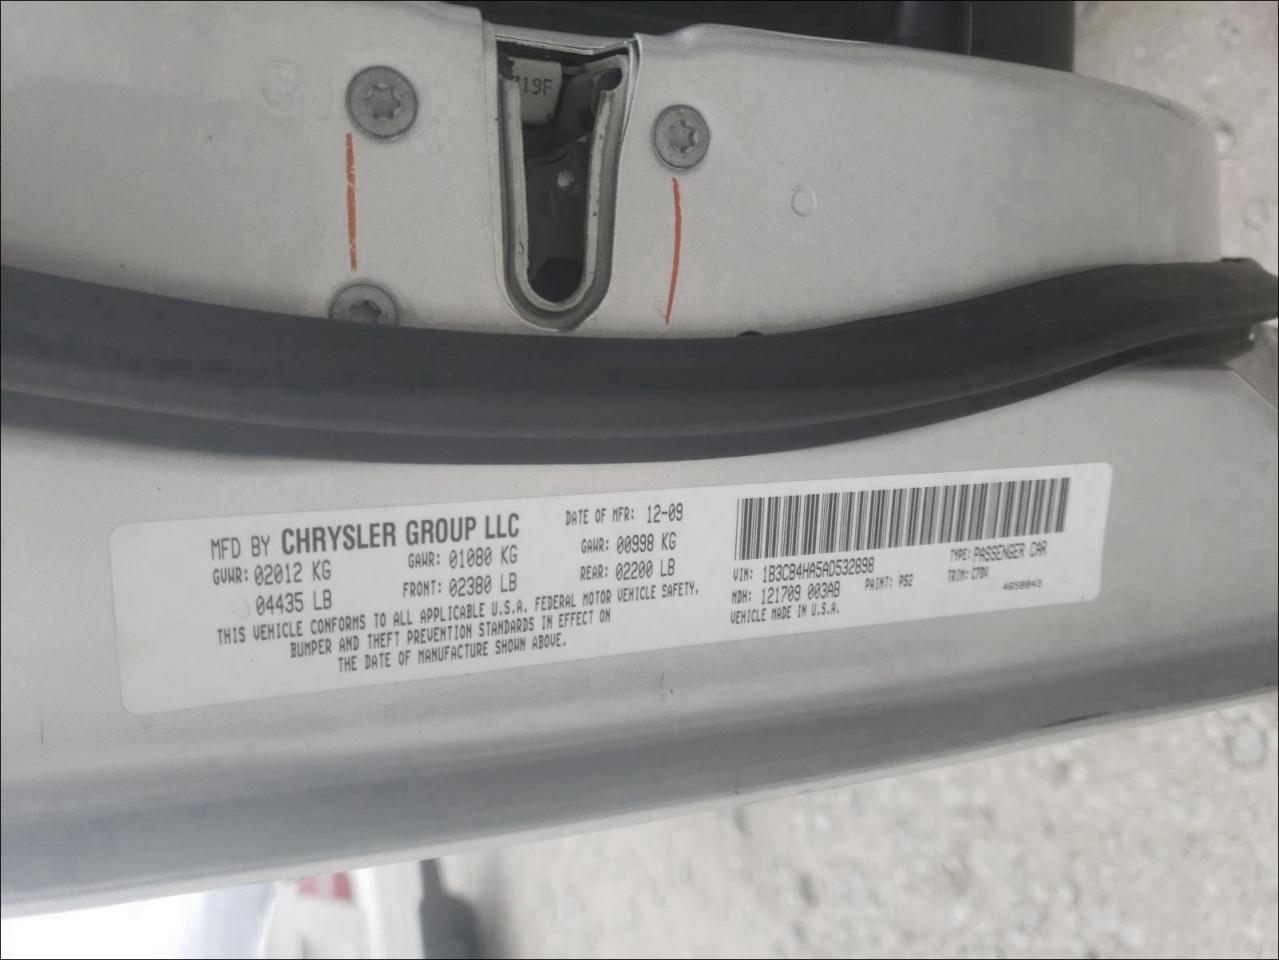 19F
MFD BY CHRYSLER GROUP LLC
DATE OF MFR: 12-09
GVWR: 02012 KG
GAWR: 01080 KG
GAWR: 00998 KG
04435 LB
FRONT: 02380 LB
REAR: 02200 LB
THIS VEHICLE CONFORMS TO ALL APPLICABLE U.S.A. FEDERAL MOTOR VEHICLE SAFETY,
BUMPER AND THEFT PREVENTION STANDARDS IN EFFECT ON
THE DATE OF MANUFACTURE SHOWN ABOVE.
VIN: 1B3CB4HA5AD532898
TYPE: PASSENGER CAR
MDH: 121709 003AB
PAINT: PS2
TRIM: C7DV
VEHICLE MADE IN U.S.A.
4658843